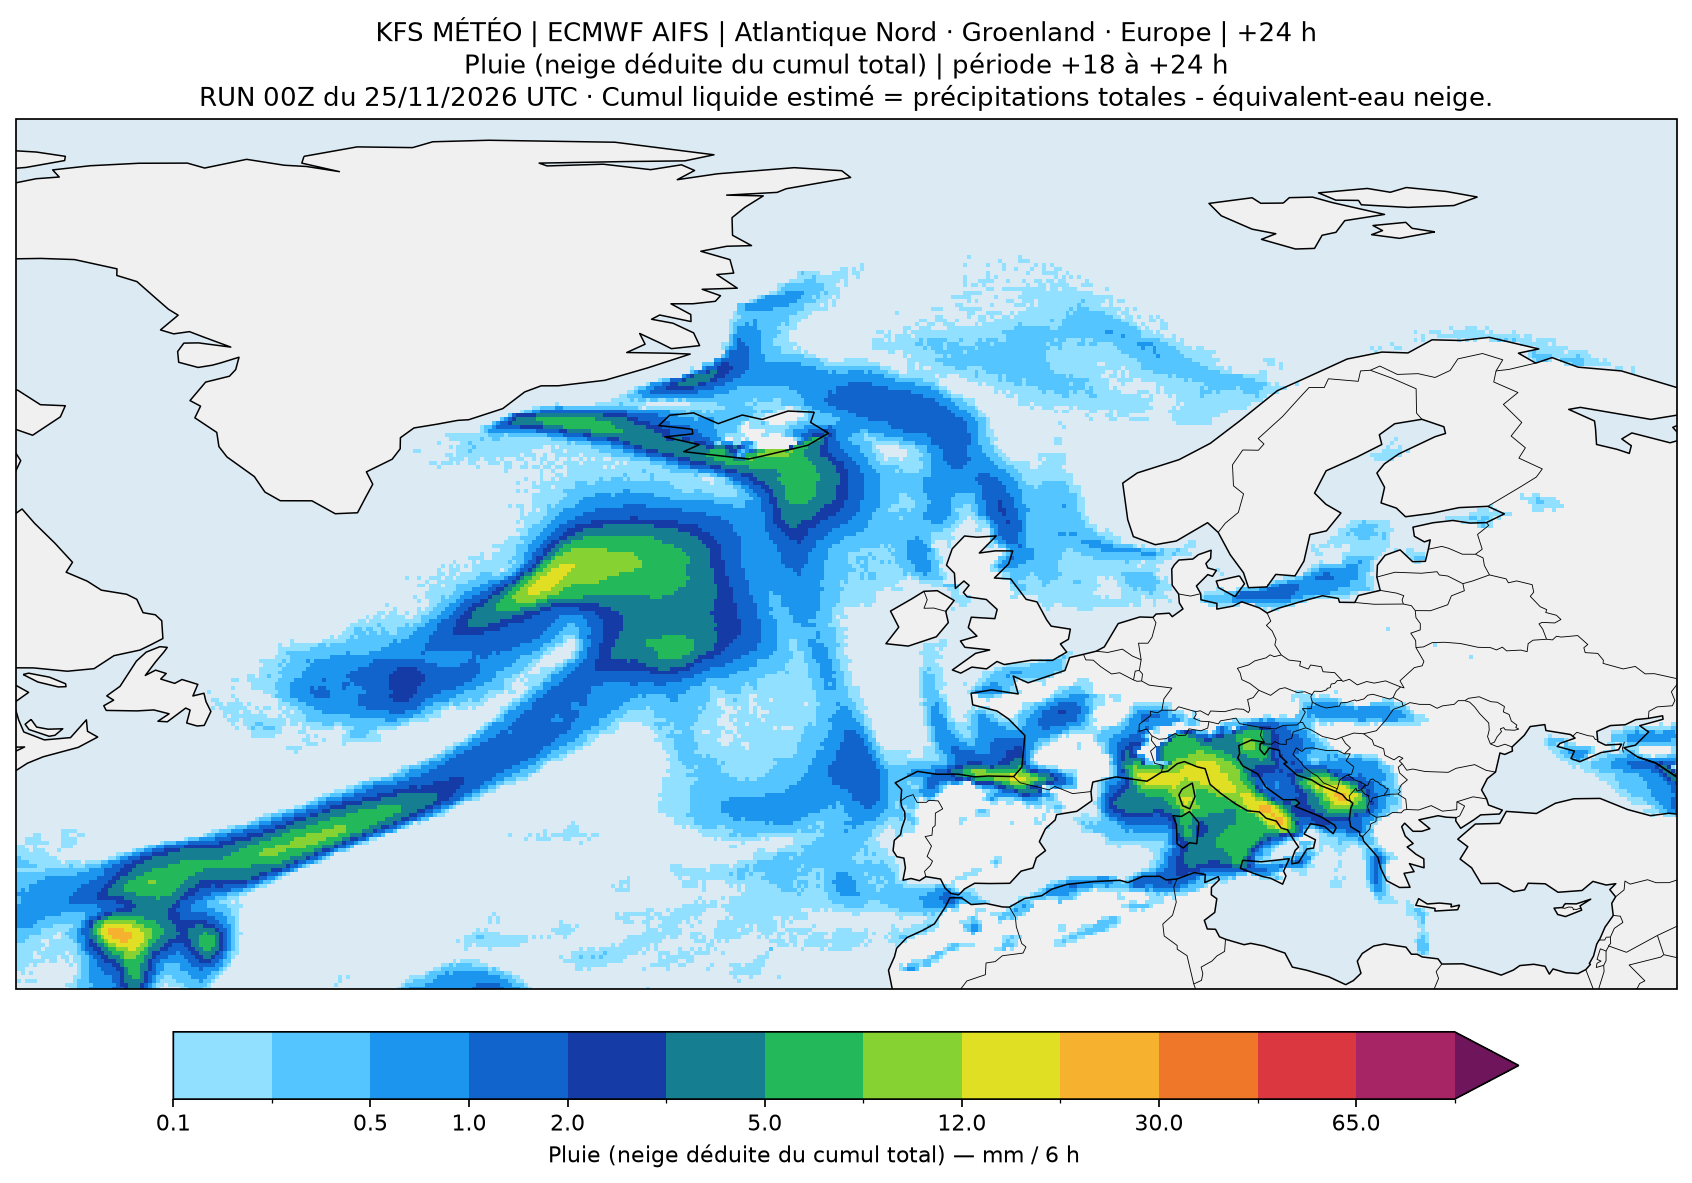 KFS MÉTÉO | ECMWF AIFS | Atlantique Nord · Groenland · Europe | +24 h
Pluie (neige déduite du cumul total) | période +18 à +24 h
RUN 00Z du 25/11/2026 UTC · Cumul liquide estimé = précipitations totales - équivalent-eau neige.
0.1 0.5 1.0 2.0 5.0 12.0 30.0 65.0
Pluie (neige déduite du cumul total) — mm / 6 h